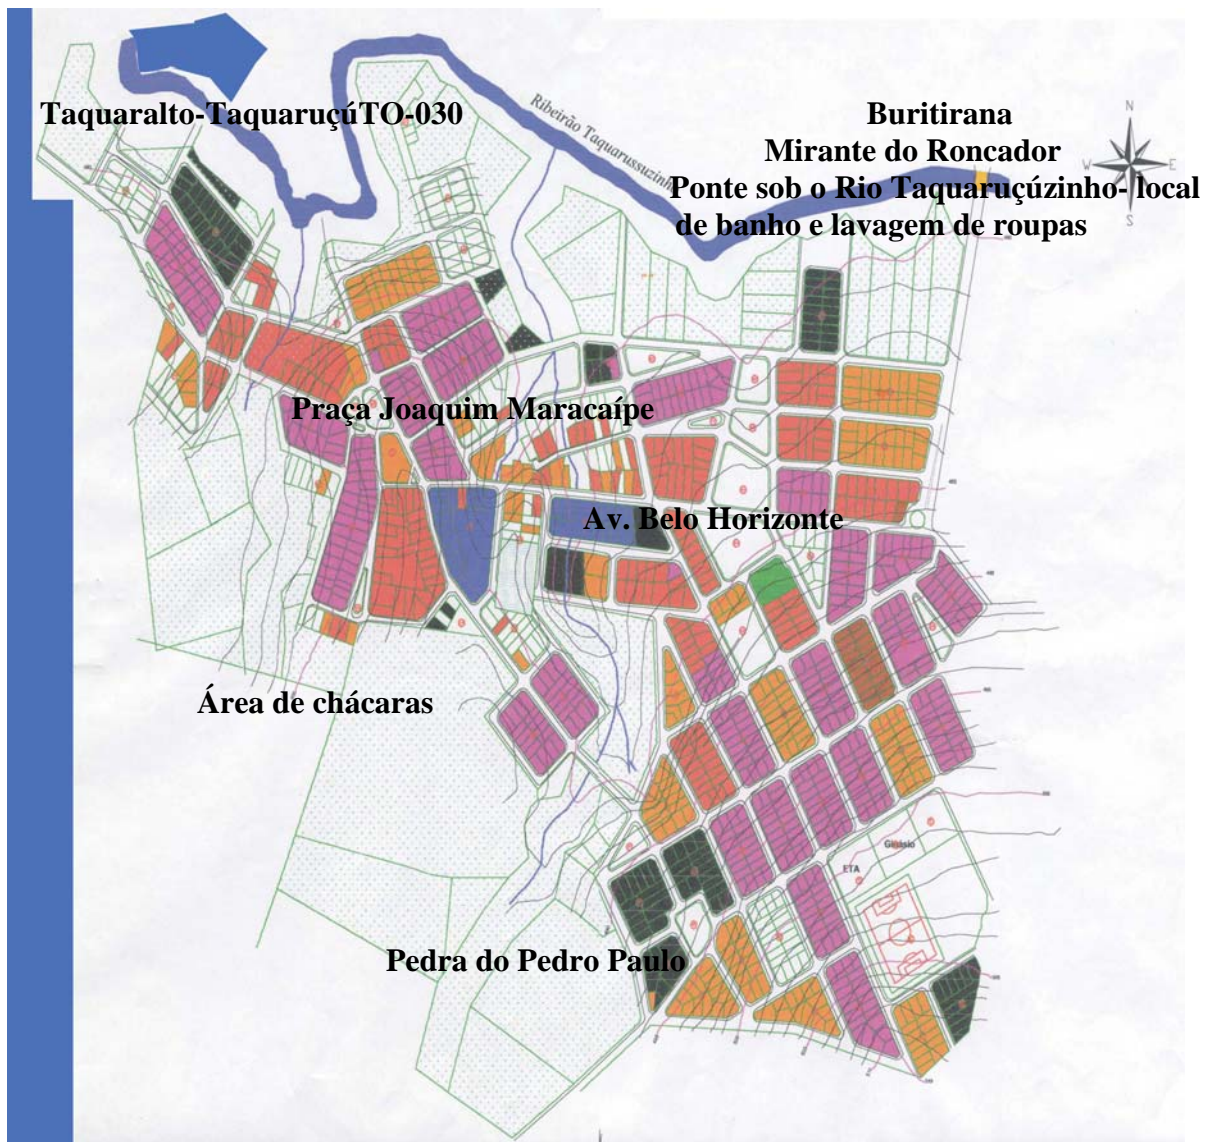 Taquaralto-TaquaruçúTO-030
Buritirana
Mirante do Roncador
Ponte sob o Rio Taquaruçúzinho- local
de banho e lavagem de roupas
N
W
E
S
Ribeirão Taquarussuzinho
Praça Joaquim Maracaípe
Av. Belo Horizonte
Área de chácaras
Ginásio
ETA
Pedra do Pedro Paulo